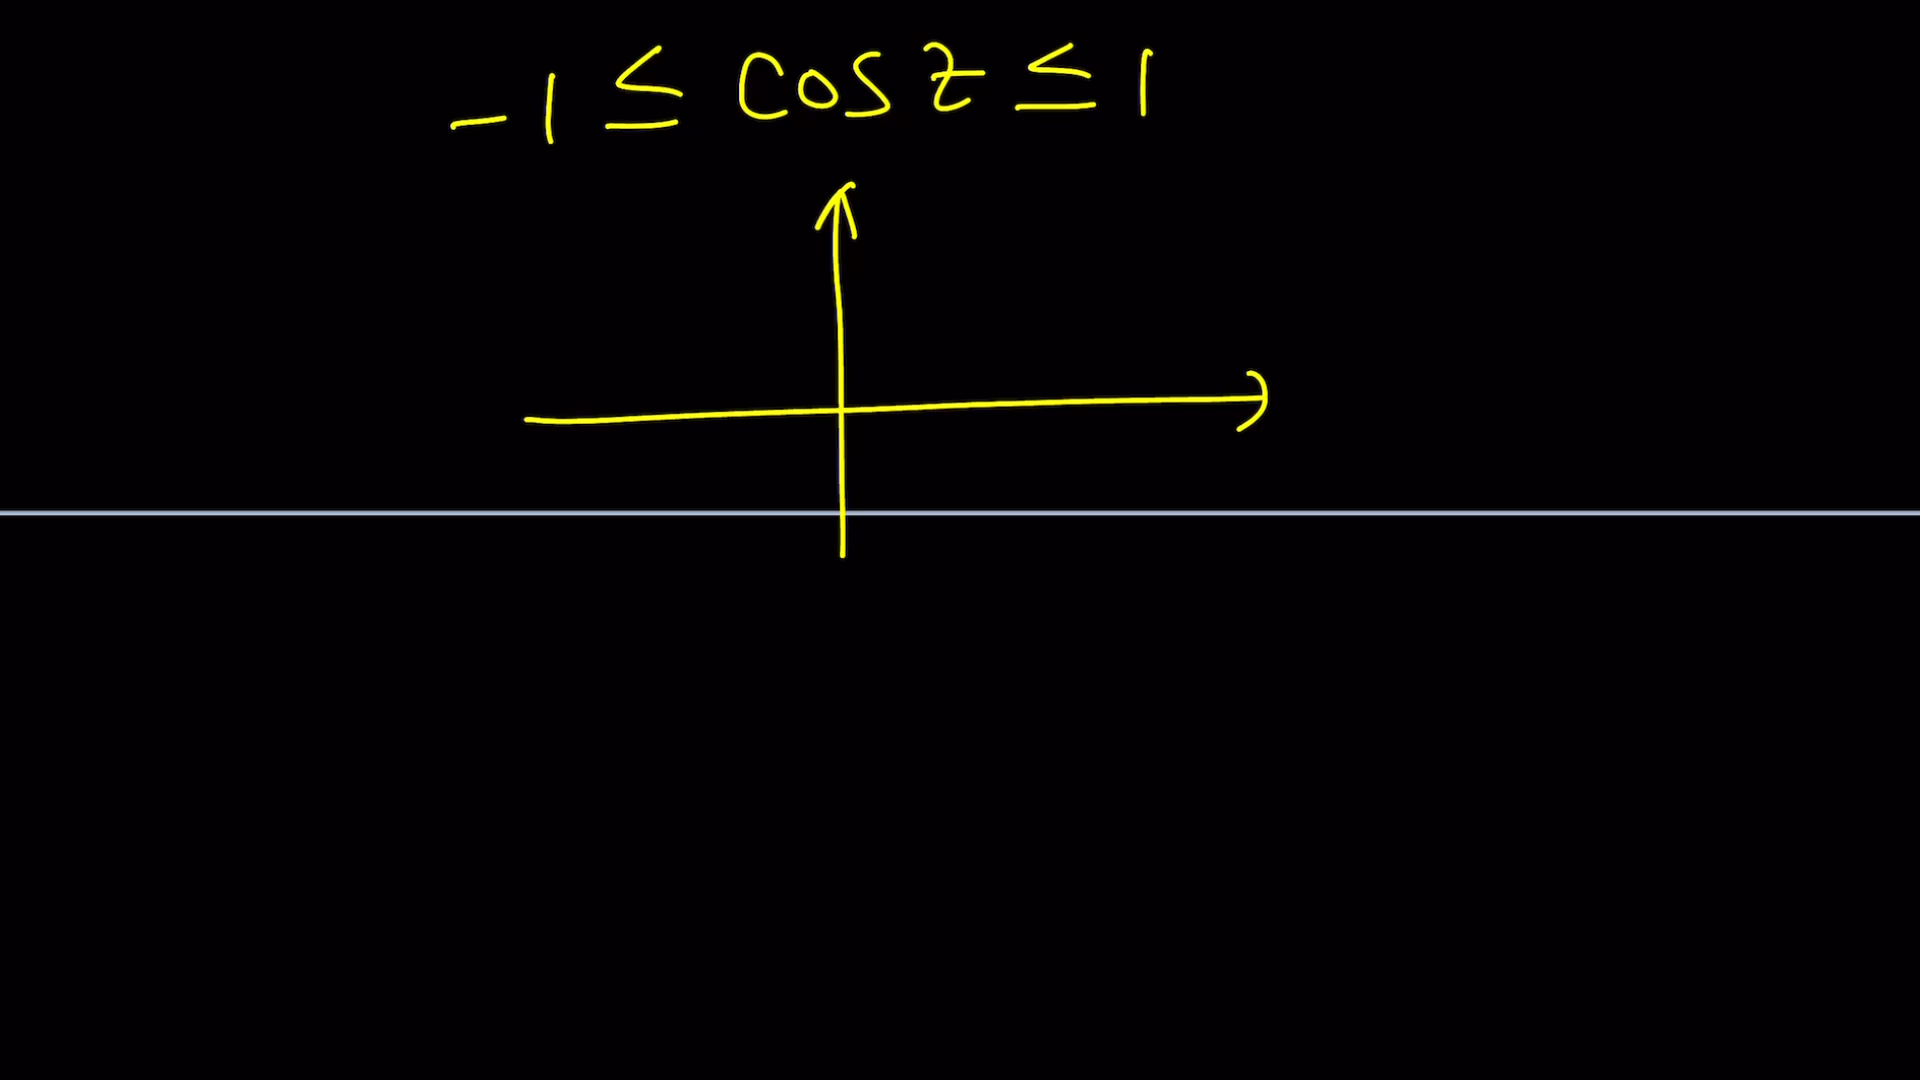 -1 ≤ cos z ≤ 1